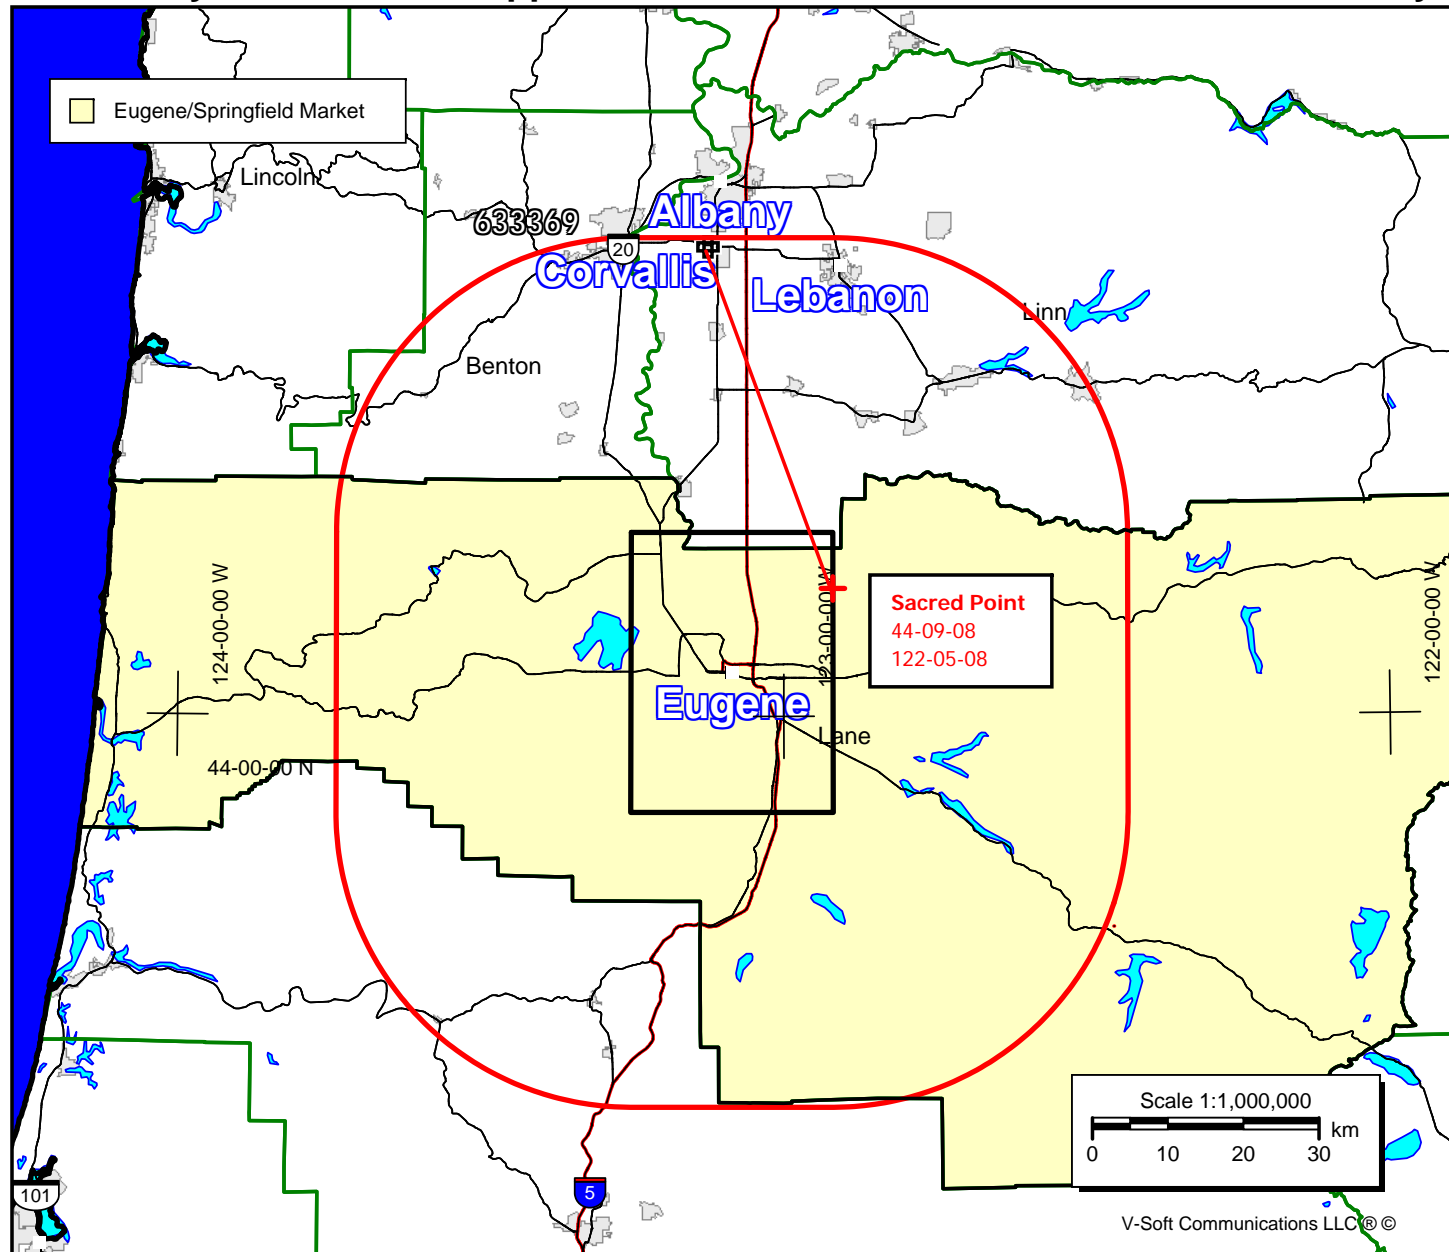 Eugene/Springfield Market
Lincoln
633369
Albany
20
Corvallis
Lebanon
Linn
Benton
124-00-00 W
123-00-00 W
122-00-00 W
Sacred Point
44-09-08
122-05-08
Eugene
Lane
44-00-00 N
Scale 1:1,000,000
km
0 10 20 30
101
5
V-Soft Communications LLC ® ©